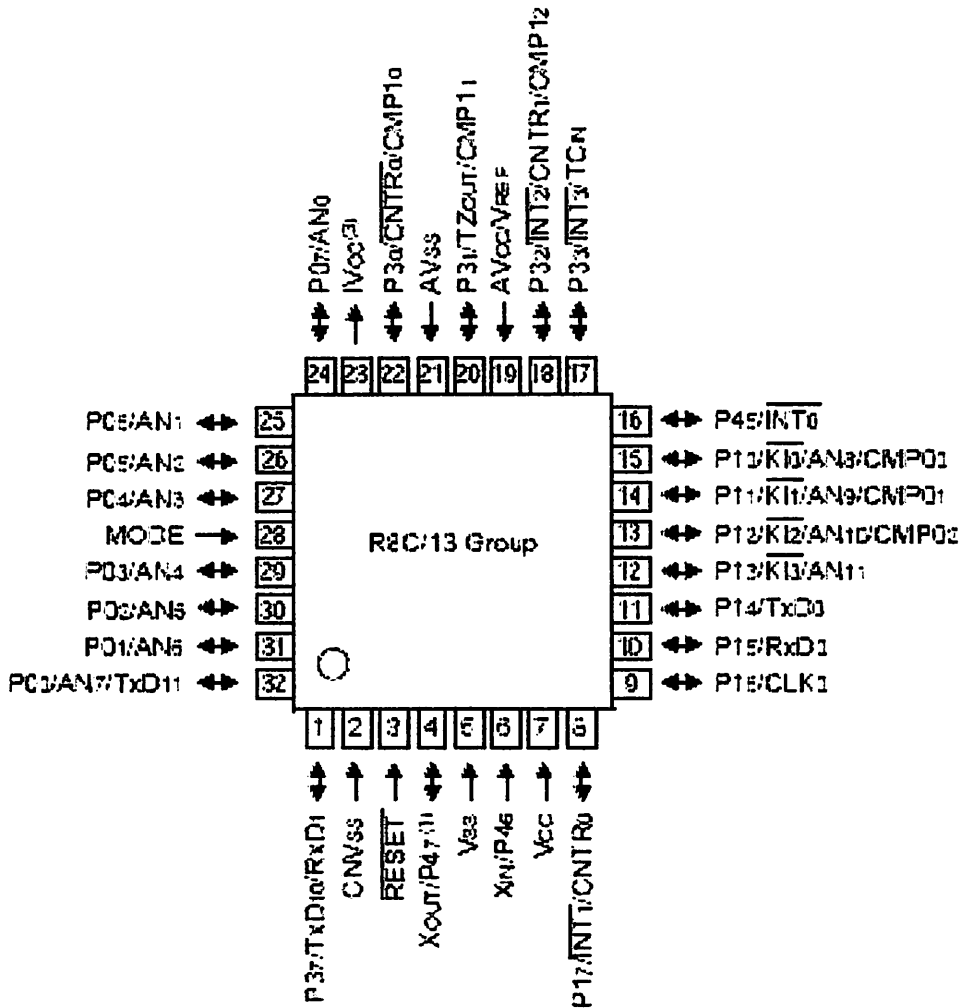 P07/AN0
IVCC(3)
P30/CNTR0/CMP10
AVSS
P31/TZOUT/CMP11
AVCC/VREF
P32/INT2/CNTR1/CMP12
P33/INT3/TCIN
24 23 22 21 20 19 18 17
P06/AN1 25
P05/AN2 26
P04/AN3 27
MODE 28
P03/AN4 29
P02/AN5 30
P01/AN6 31
P00/AN7/TxD11 32
R8C/13 Group
16 P45/INT0
15 P10/KI0/AN8/CMP00
14 P11/KI1/AN9/CMP01
13 P12/KI2/AN10/CMP02
12 P13/KI3/AN11
11 P14/TxD0
10 P15/RxD0
9 P16/CLK0
1 2 3 4 5 6 7 8
P37/TxD10/RxD1
CNVSS
RESET
XOUT/P47(1)
VSS
XIN/P46
VCC
P17/INT1/CNTR0